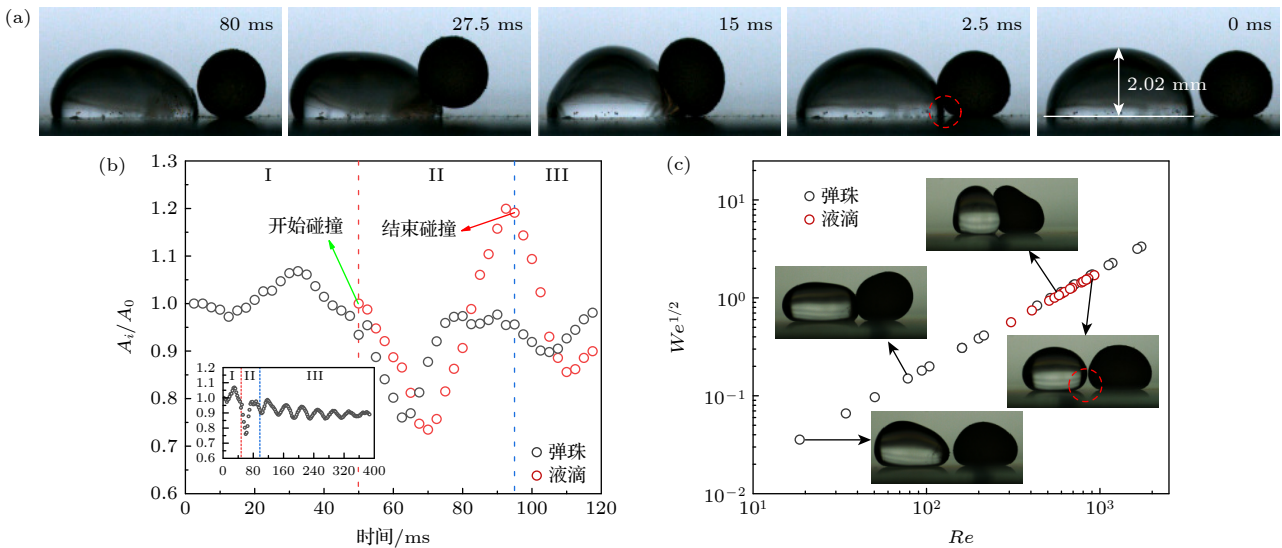 (a)
80 ms
27.5 ms
15 ms
2.5 ms
0 ms
2.02 mm
(b)
1.3
1.2
1.1
1.0
0.9
0.8
0.7
0.6
A_i/A_0
I
II
III
开始碰撞
结束碰撞
1.2
1.1
1.0
0.9
0.8
0.7
0.6
I
II
III
0
80
160
240
320
400
弹珠
液滴
0
20
40
60
80
100
120
时间/ms
(c)
10^1
10^0
10^{-1}
10^{-2}
We^{1/2}
弹珠
液滴
10^1
10^2
10^3
Re